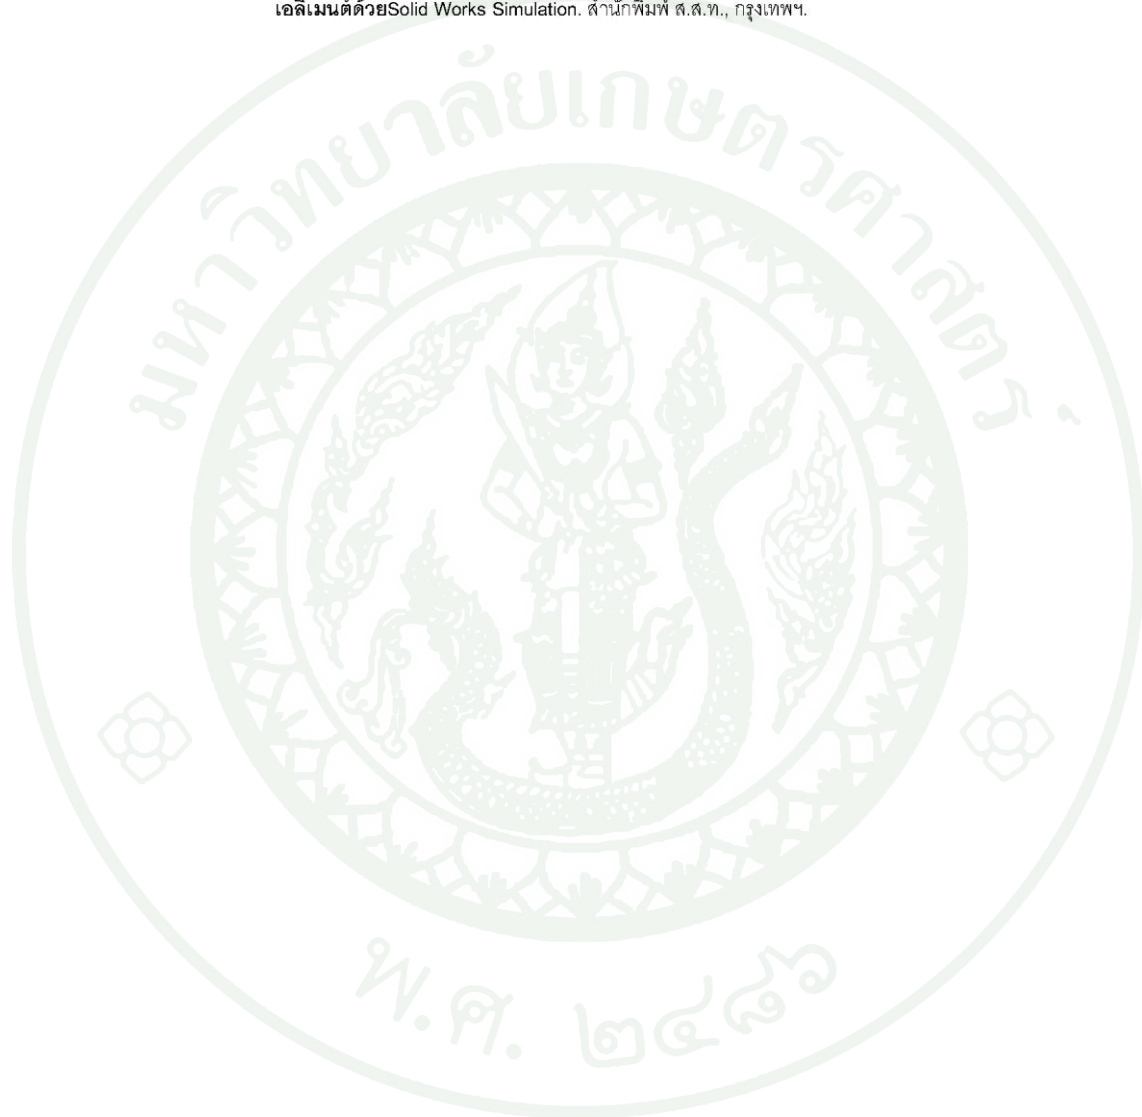 เอลิเมนต์ด้วยSolid Works Simulation. สำนักพิมพ์ ส.ส.ท., กรุงเทพฯ.
มหาวิทยาลัยเกษตรศาสตร์
พ.ศ. ๒๔๘๖